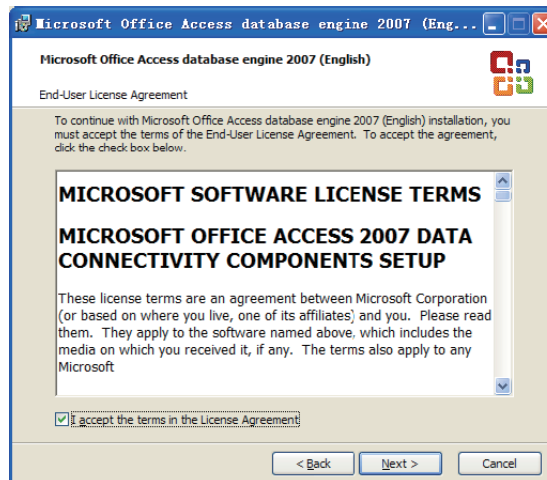 Microsoft Office Access database engine 2007 (Eng...
Microsoft Office Access database engine 2007 (English)
End-User License Agreement
To continue with Microsoft Office Access database engine 2007 (English) installation, you
must accept the terms of the End-User License Agreement. To accept the agreement,
click the check box below.
MICROSOFT SOFTWARE LICENSE TERMS
MICROSOFT OFFICE ACCESS 2007 DATA
CONNECTIVITY COMPONENTS SETUP
These license terms are an agreement between Microsoft Corporation
(or based on where you live, one of its affiliates) and you. Please read
them. They apply to the software named above, which includes the
media on which you received it, if any. The terms also apply to any
Microsoft
I accept the terms in the License Agreement
< Back Next > Cancel